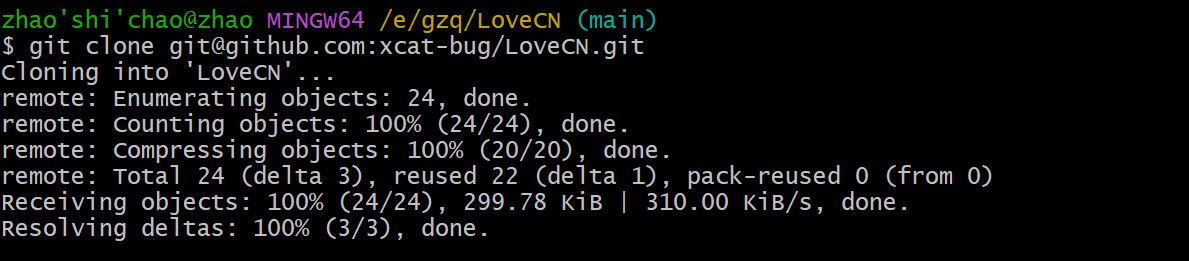 zhao'shi'chao@zhao MINGW64 /e/gzq/LoveCN (main)
$ git clone git@github.com:xcat-bug/LoveCN.git
Cloning into 'LoveCN'...
remote: Enumerating objects: 24, done.
remote: Counting objects: 100% (24/24), done.
remote: Compressing objects: 100% (20/20), done.
remote: Total 24 (delta 3), reused 22 (delta 1), pack-reused 0 (from 0)
Receiving objects: 100% (24/24), 299.78 KiB | 310.00 KiB/s, done.
Resolving deltas: 100% (3/3), done.